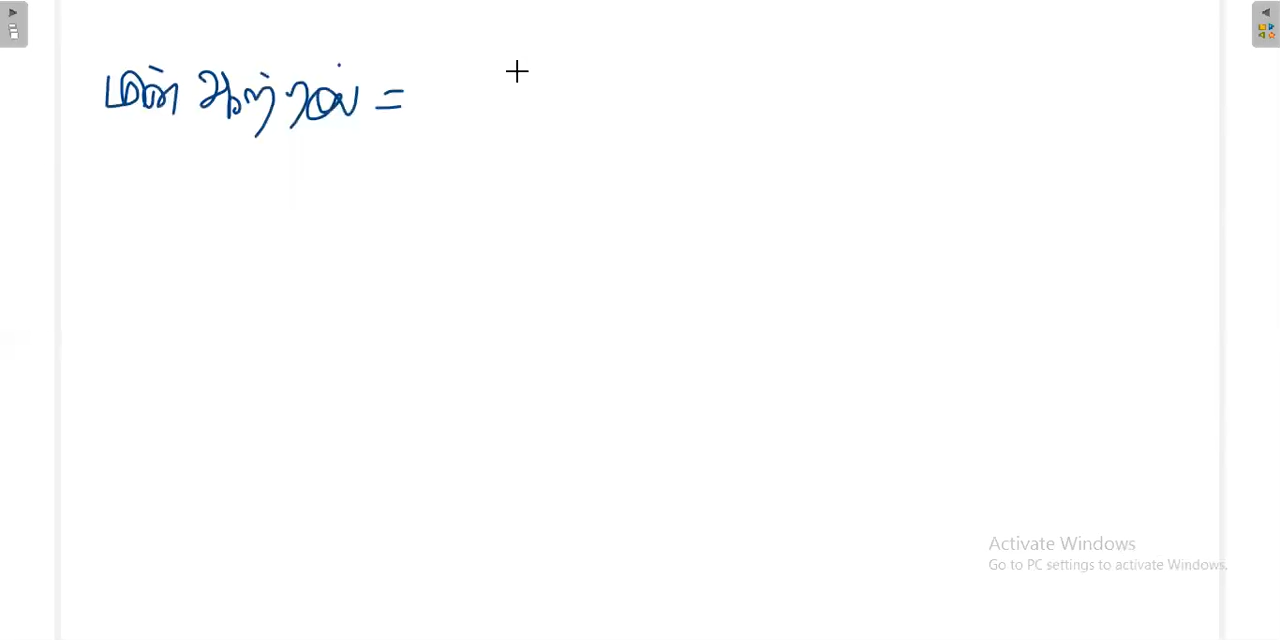 மின் ஆற்றல் =
Activate Windows
Go to PC settings to activate Windows.